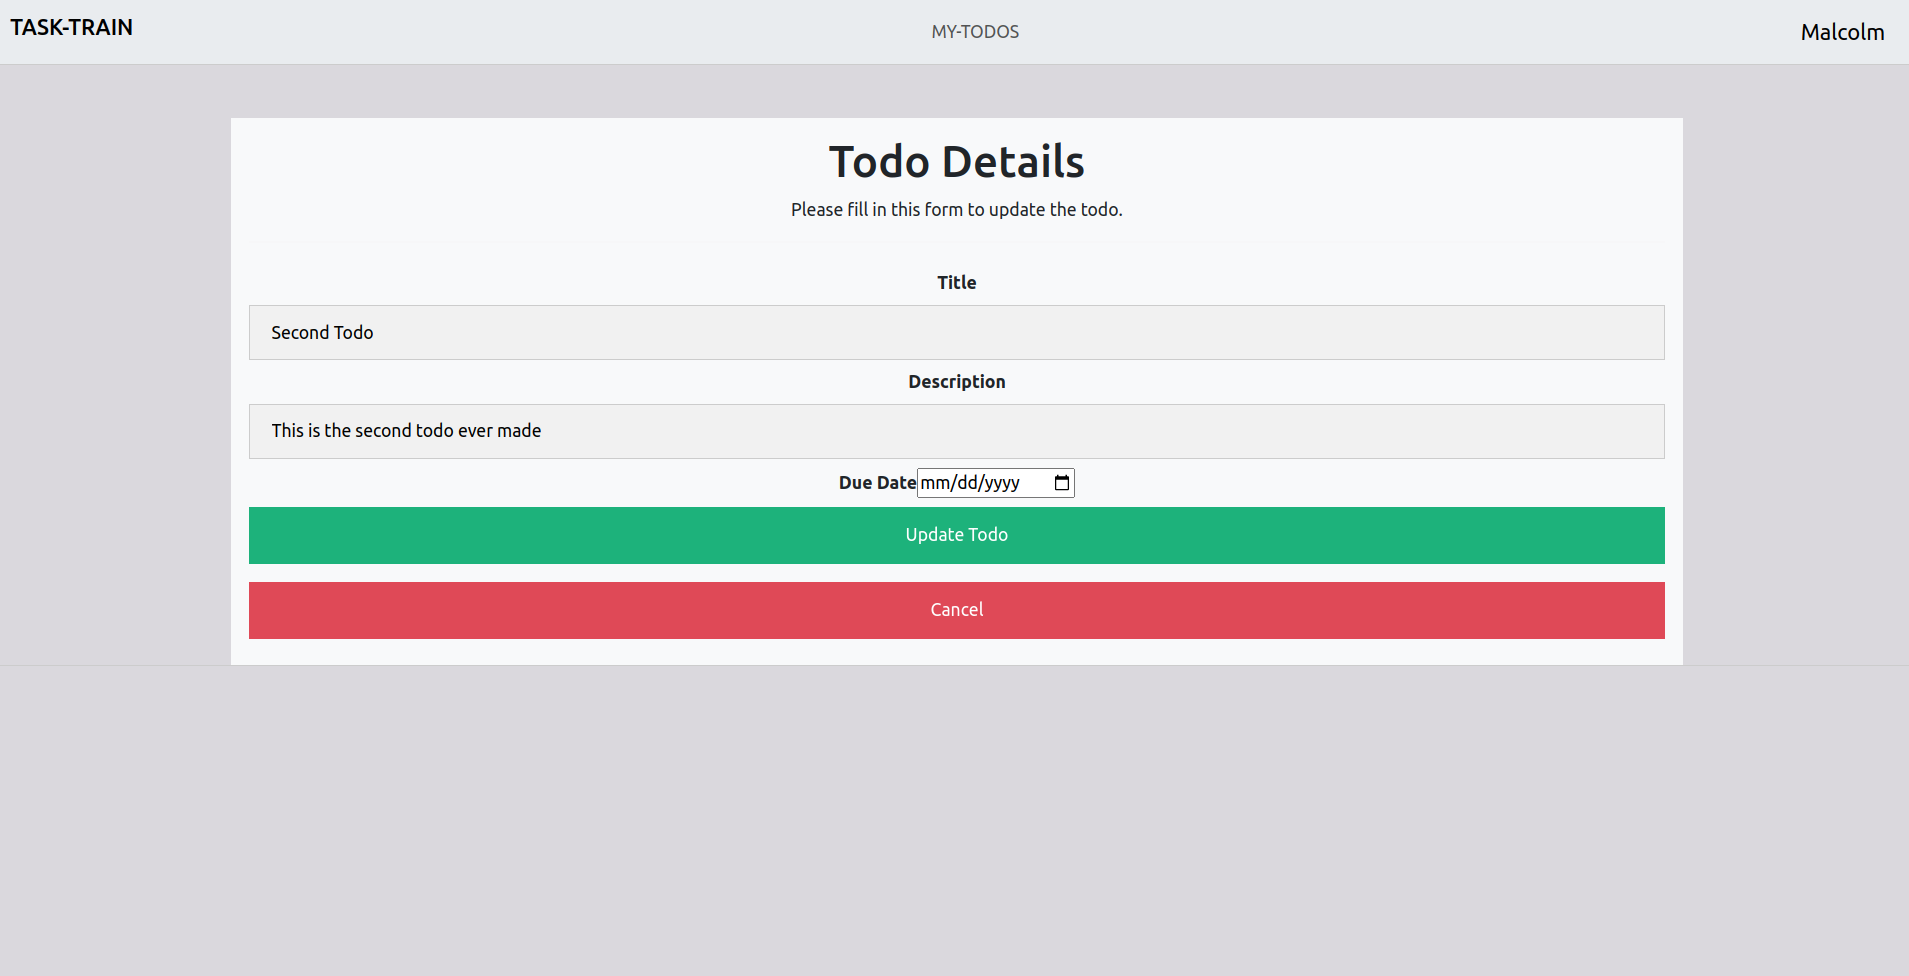 TASK-TRAIN
MY-TODOS
Malcolm
Todo Details
Please fill in this form to update the todo.
Title
Second Todo
Description
This is the second todo ever made
Due Date mm/dd/yyyy
Update Todo
Cancel